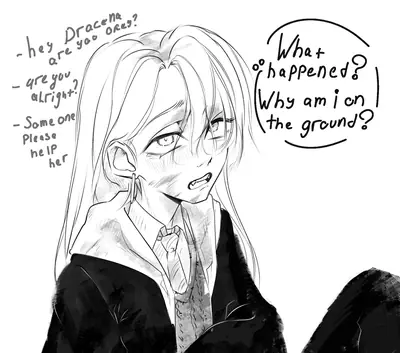 - hey Dracena
are you okay?
- are you
alright?
- Someone
Please
help
her
What
happened?
Why am i on
the ground?